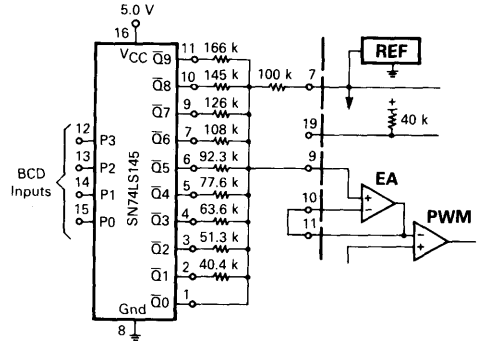 5.0 V
16
VCC
SN74LS145
Gnd
8
BCD
Inputs
12 P3
13 P2
14 P1
15 P0
Q̅9 11 166 k
Q̅8 10 145 k
Q̅7 9 126 k
Q̅6 7 108 k
Q̅5 6 92.3 k
Q̅4 5 77.6 k
Q̅3 4 63.6 k
Q̅2 3 51.3 k
Q̅1 2 40.4 k
Q̅0 1
100 k 7
REF
+
40 k
19
9
EA
+
−
10
11
PWM
−
+